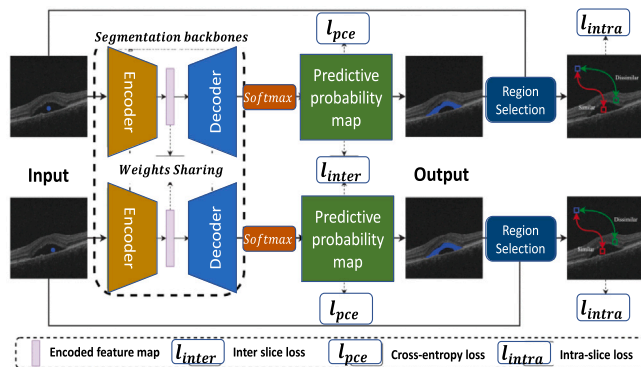 Segmentation backbones
l_pce
l_intra
Encoder
Decoder
Softmax
Predictive
probability
map
Region
Selection
Dissimilar
Similar
Input
Weights Sharing
l_inter
Output
Encoder
Decoder
Softmax
Predictive
probability
map
Region
Selection
Dissimilar
Similar
l_pce
l_intra
Encoded feature map
l_inter
Inter slice loss
l_pce
Cross-entropy loss
l_intra
Intra-slice loss